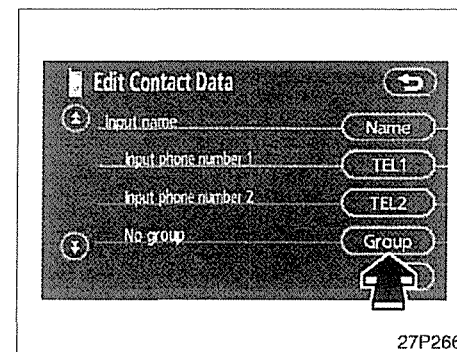 Edit Contact Data
Input name
Name
Input phone number 1
TEL1
Input phone number 2
TEL2
No group
Group
27P266